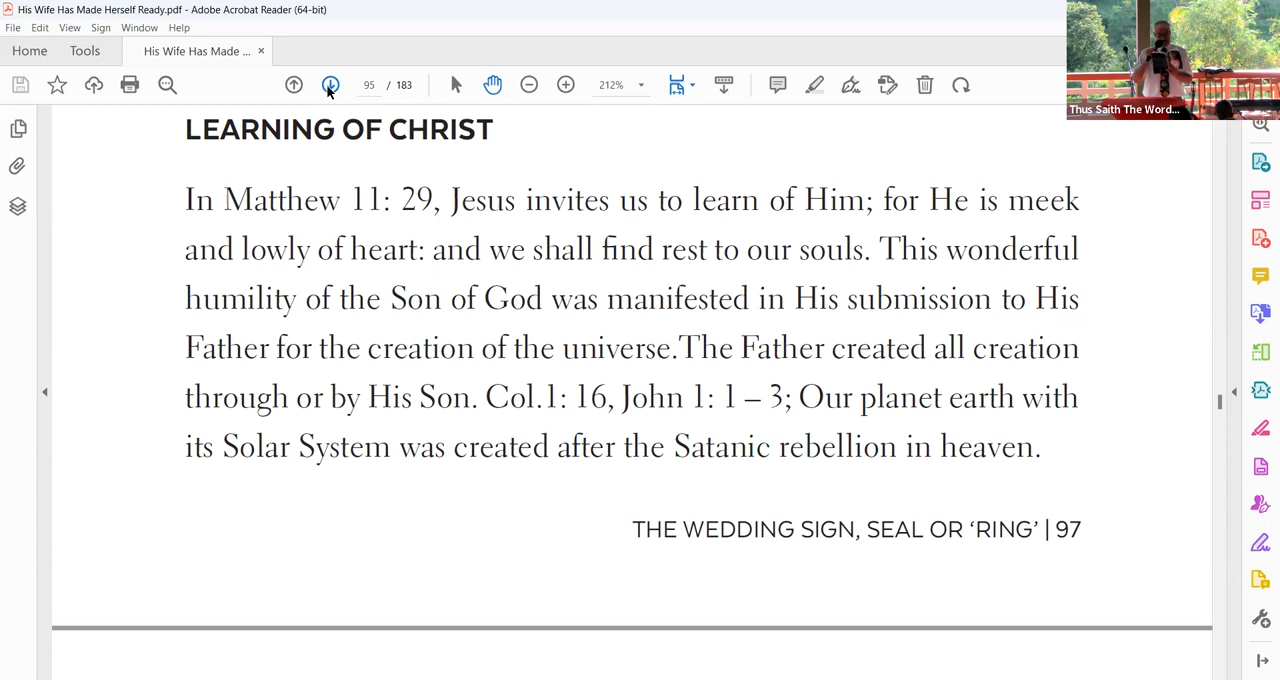 His Wife Has Made Herself Ready.pdf - Adobe Acrobat Reader (64-bit)
File Edit View Sign Window Help
Home Tools His Wife Has Made ... ×
95 / 183 212%
Thus Saith The Word...
LEARNING OF CHRIST
In Matthew 11: 29, Jesus invites us to learn of Him; for He is meek
and lowly of heart: and we shall find rest to our souls. This wonderful
humility of the Son of God was manifested in His submission to His
Father for the creation of the universe.The Father created all creation
through or by His Son. Col.1: 16, John 1: 1 – 3; Our planet earth with
its Solar System was created after the Satanic rebellion in heaven.
THE WEDDING SIGN, SEAL OR ‘RING’ | 97